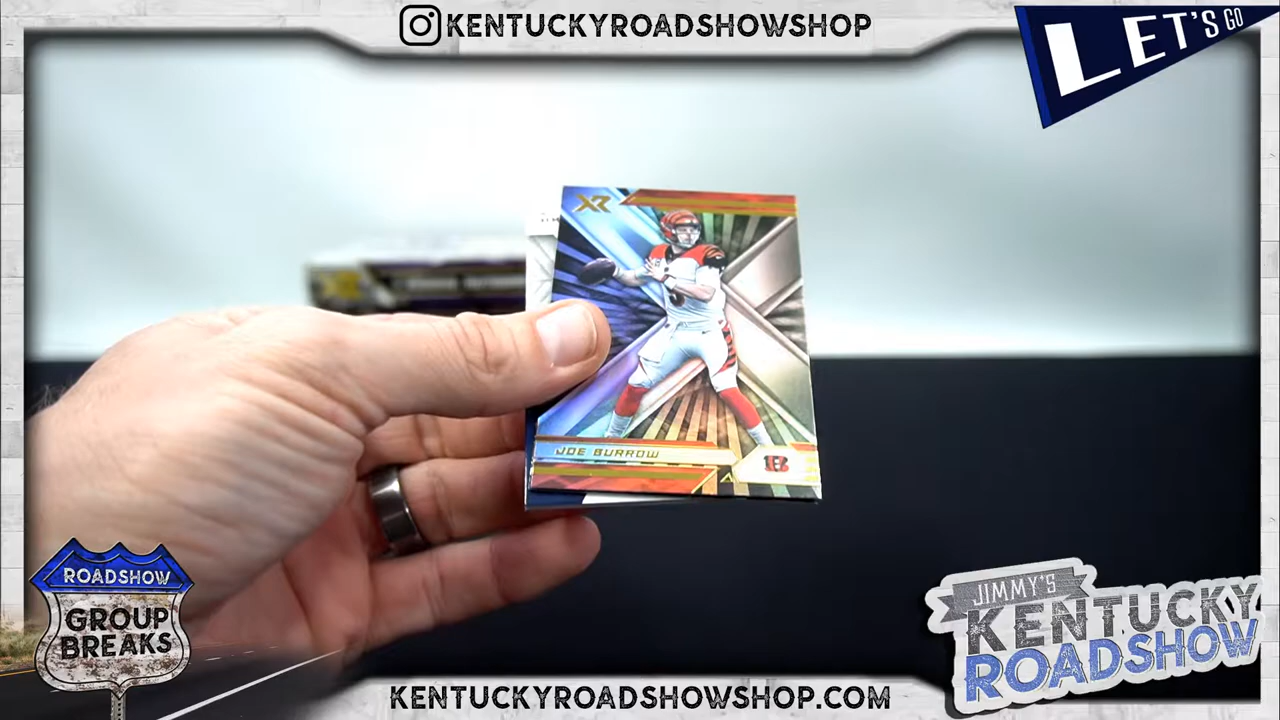 KENTUCKYROADSHOWSHOP
LET'S GO
XR
JOE BURROW
B
ROADSHOW
GROUP
BREAKS
JIMMY'S
KENTUCKY
ROADSHOW
KENTUCKYROADSHOWSHOP.COM